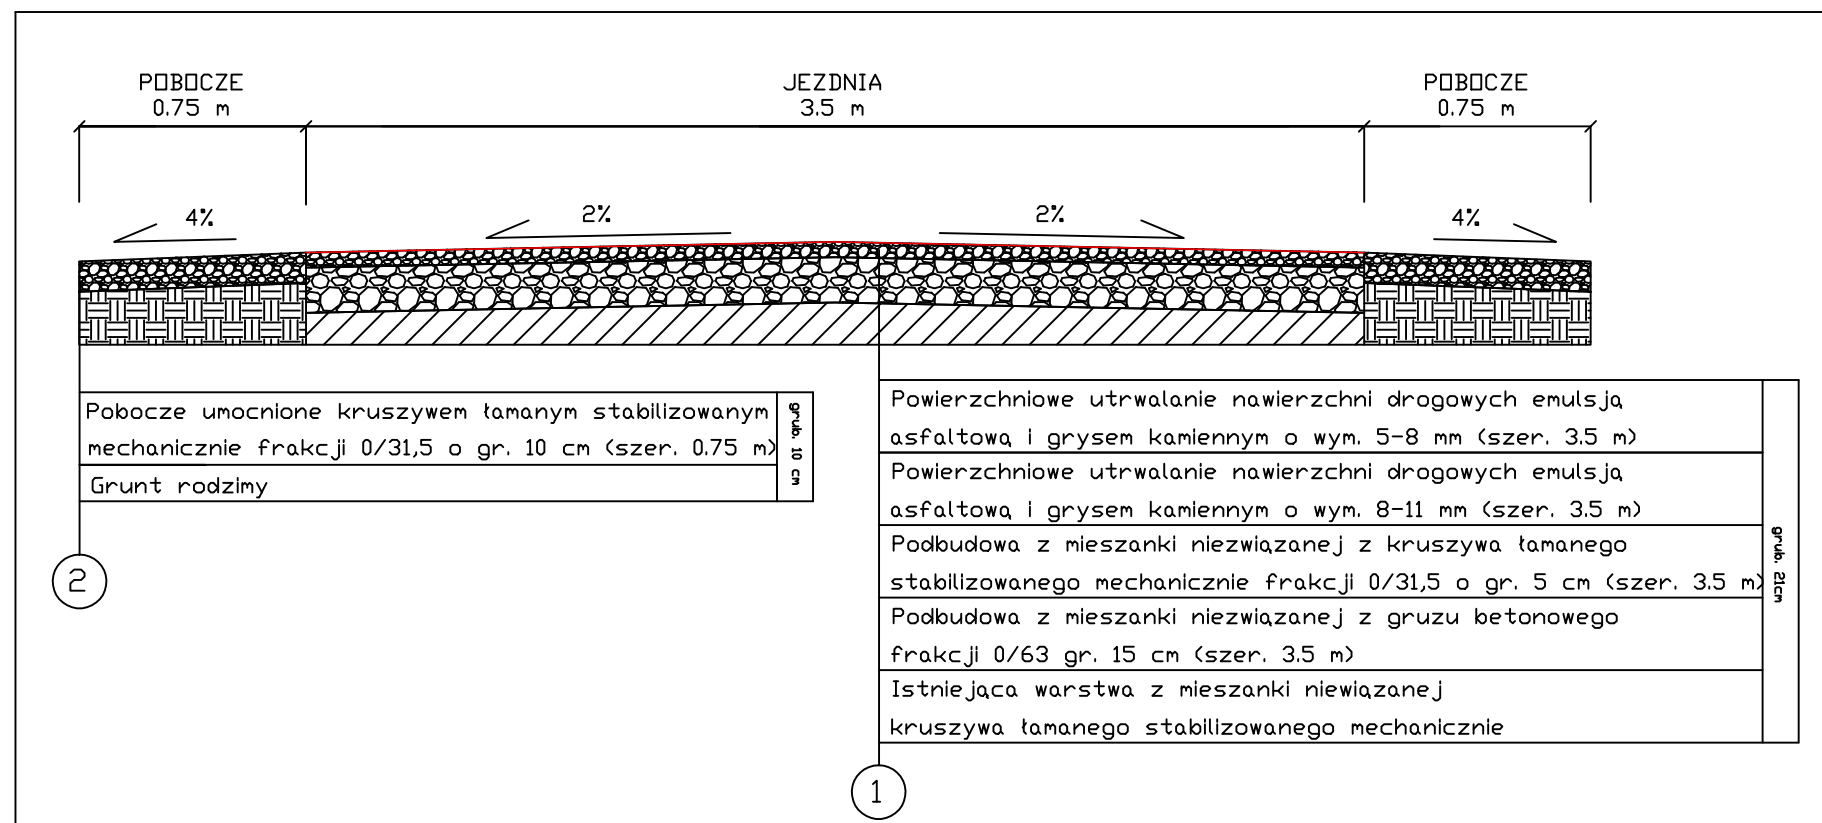 POBOCZE
0.75 m
JEZDNIA
3.5 m
POBOCZE
0.75 m
4%
2%
2%
4%
Pobocze umocnione kruszywem łamanym stabilizowanym
mechanicznie frakcji 0/31,5 o gr. 10 cm (szer. 0.75 m)
Grunt rodzimy
grub. 10 cm
2
Powierzchniowe utrwalanie nawierzchni drogowych emulsją
asfaltową i grysem kamiennym o wym. 5-8 mm (szer. 3.5 m)
Powierzchniowe utrwalanie nawierzchni drogowych emulsją
asfaltową i grysem kamiennym o wym. 8-11 mm (szer. 3.5 m)
Podbudowa z mieszanki niezwiązanej z kruszywa łamanego
stabilizowanego mechanicznie frakcji 0/31,5 o gr. 5 cm (szer. 3.5 m)
Podbudowa z mieszanki niezwiązanej z gruzu betonowego
frakcji 0/63 gr. 15 cm (szer. 3.5 m)
Istniejąca warstwa z mieszanki niewiązanej
kruszywa łamanego stabilizowanego mechanicznie
grub. 21cm
1